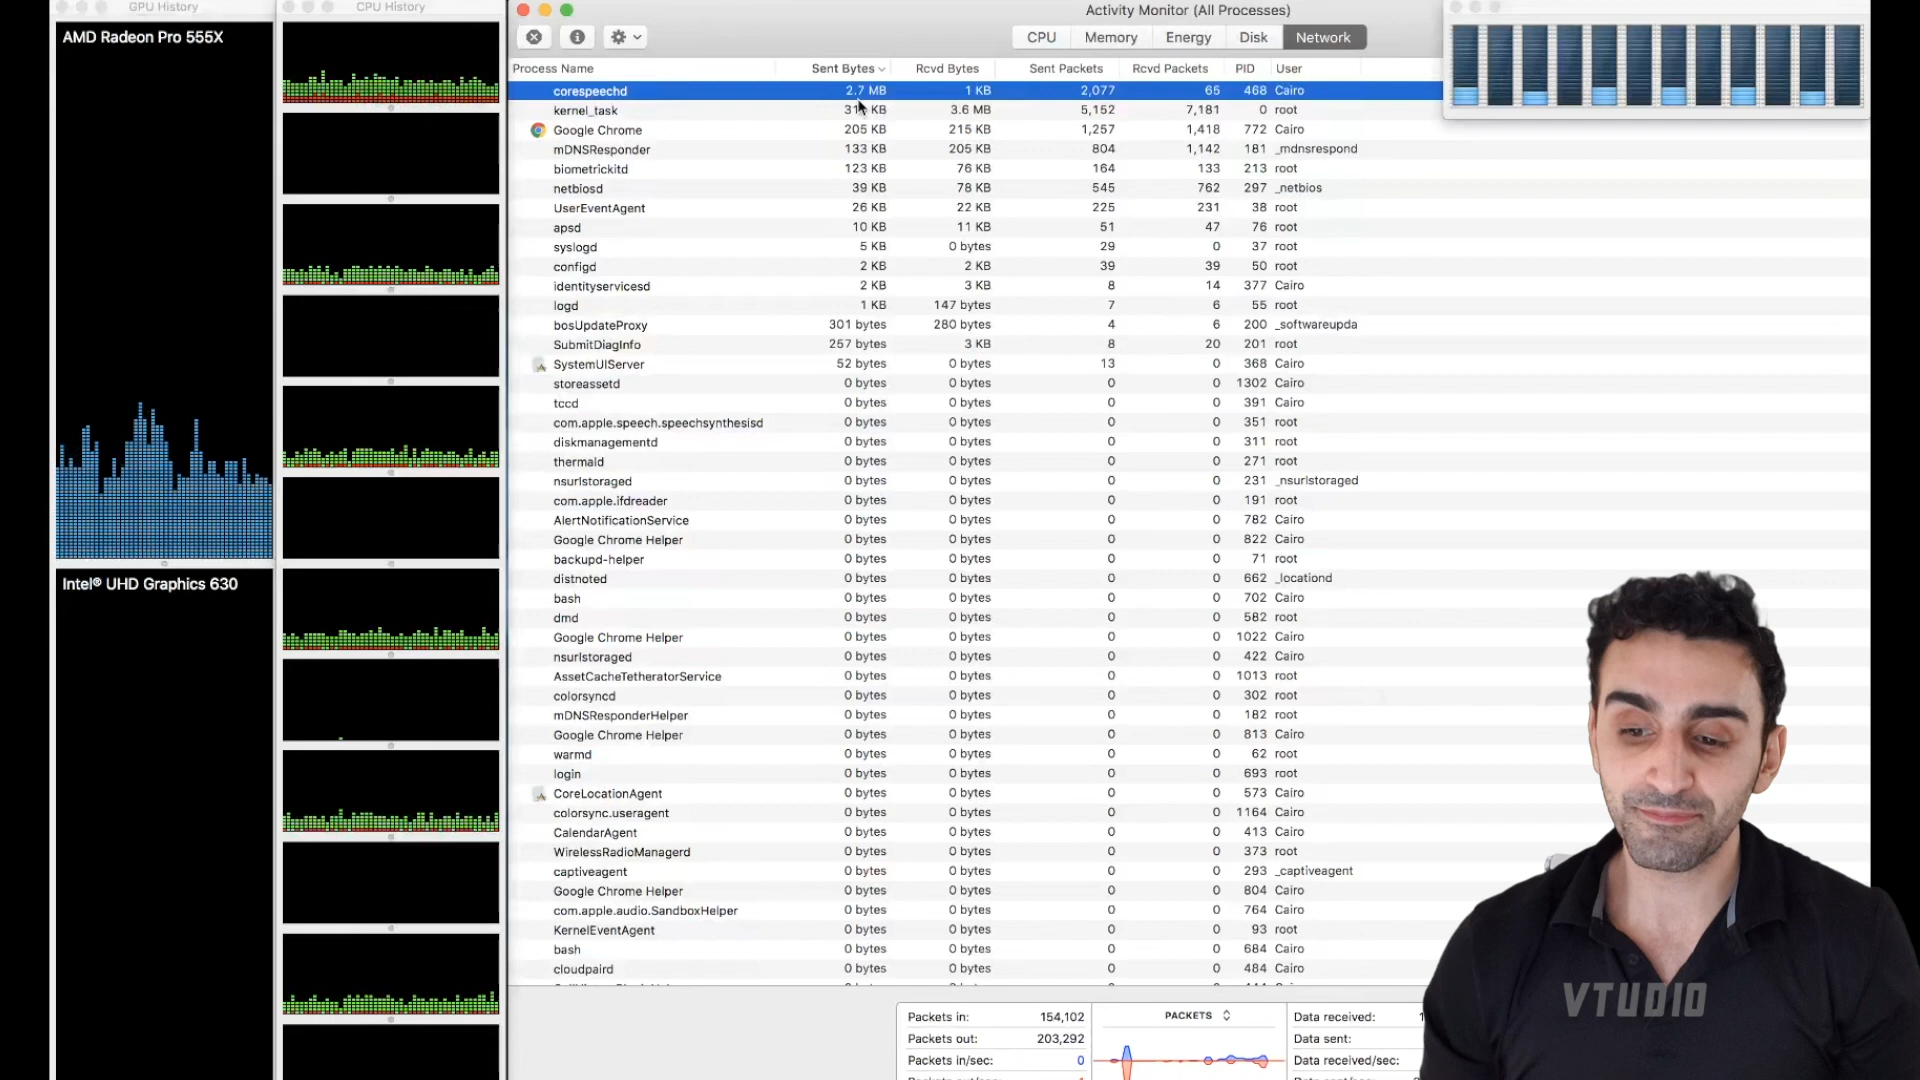 GPU History
CPU History
AMD Radeon Pro 555X
Intel® UHD Graphics 630
Activity Monitor (All Processes)
CPU Memory Energy Disk Network
Process Name Sent Bytes Rcvd Bytes Sent Packets Rcvd Packets PID User
corespeechd 2.7 MB 1 KB 2,077 65 468 Cairo
kernel_task KB 3.6 MB 5,152 7,181 0 root
Google Chrome 205 KB 215 KB 1,257 1,418 772 Cairo
mDNSResponder 133 KB 205 KB 804 1,142 181 _mdnsrespond
biometrickitd 123 KB 76 KB 164 133 213 root
netbiosd 39 KB 78 KB 545 762 297 _netbios
UserEventAgent 26 KB 22 KB 225 231 38 root
apsd 10 KB 11 KB 51 47 76 root
syslogd 5 KB 0 bytes 29 0 37 root
configd 2 KB 2 KB 39 39 50 root
identityservicesd 2 KB 3 KB 8 14 377 Cairo
logd 1 KB 147 bytes 7 6 55 root
bosUpdateProxy 301 bytes 280 bytes 4 6 200 _softwareupda
SubmitDiagInfo 257 bytes 3 KB 8 20 201 root
SystemUIServer 52 bytes 0 bytes 13 0 368 Cairo
storeassetd 0 bytes 0 bytes 0 0 1302 Cairo
tccd 0 bytes 0 bytes 0 0 391 Cairo
com.apple.speech.speechsynthesisd 0 bytes 0 bytes 0 0 351 root
diskmanagementd 0 bytes 0 bytes 0 0 311 root
thermald 0 bytes 0 bytes 0 0 271 root
nsurlstoraged 0 bytes 0 bytes 0 0 231 _nsurlstoraged
com.apple.ifdreader 0 bytes 0 bytes 0 0 191 root
AlertNotificationService 0 bytes 0 bytes 0 0 782 Cairo
Google Chrome Helper 0 bytes 0 bytes 0 0 822 Cairo
backupd-helper 0 bytes 0 bytes 0 0 71 root
distnoted 0 bytes 0 bytes 0 0 662 _locationd
bash 0 bytes 0 bytes 0 0 702 Cairo
dmd 0 bytes 0 bytes 0 0 582 root
Google Chrome Helper 0 bytes 0 bytes 0 0 1022 Cairo
nsurlstoraged 0 bytes 0 bytes 0 0 422 Cairo
AssetCacheTetheratorService 0 bytes 0 bytes 0 0 1013 root
colorsyncd 0 bytes 0 bytes 0 0 302 root
mDNSResponderHelper 0 bytes 0 bytes 0 0 182 root
Google Chrome Helper 0 bytes 0 bytes 0 0 813 Cairo
warmd 0 bytes 0 bytes 0 0 62 root
login 0 bytes 0 bytes 0 0 693 root
CoreLocationAgent 0 bytes 0 bytes 0 0 573 Cairo
colorsync.useragent 0 bytes 0 bytes 0 0 1164 Cairo
CalendarAgent 0 bytes 0 bytes 0 0 413 Cairo
WirelessRadioManagerd 0 bytes 0 bytes 0 0 373 root
captiveagent 0 bytes 0 bytes 0 0 293 _captiveagent
Google Chrome Helper 0 bytes 0 bytes 0 0 804 Cairo
com.apple.audio.SandboxHelper 0 bytes 0 bytes 0 0 764 Cairo
KernelEventAgent 0 bytes 0 bytes 0 0 93 root
bash 0 bytes 0 bytes 0 0 684 Cairo
cloudpaird 0 bytes 0 bytes 0 0 484 Cairo
Packets in: 154,102 PACKETS Data received:
Packets out: 203,292 Data sent:
Packets in/sec: 0 Data received/sec:
VTUDIO